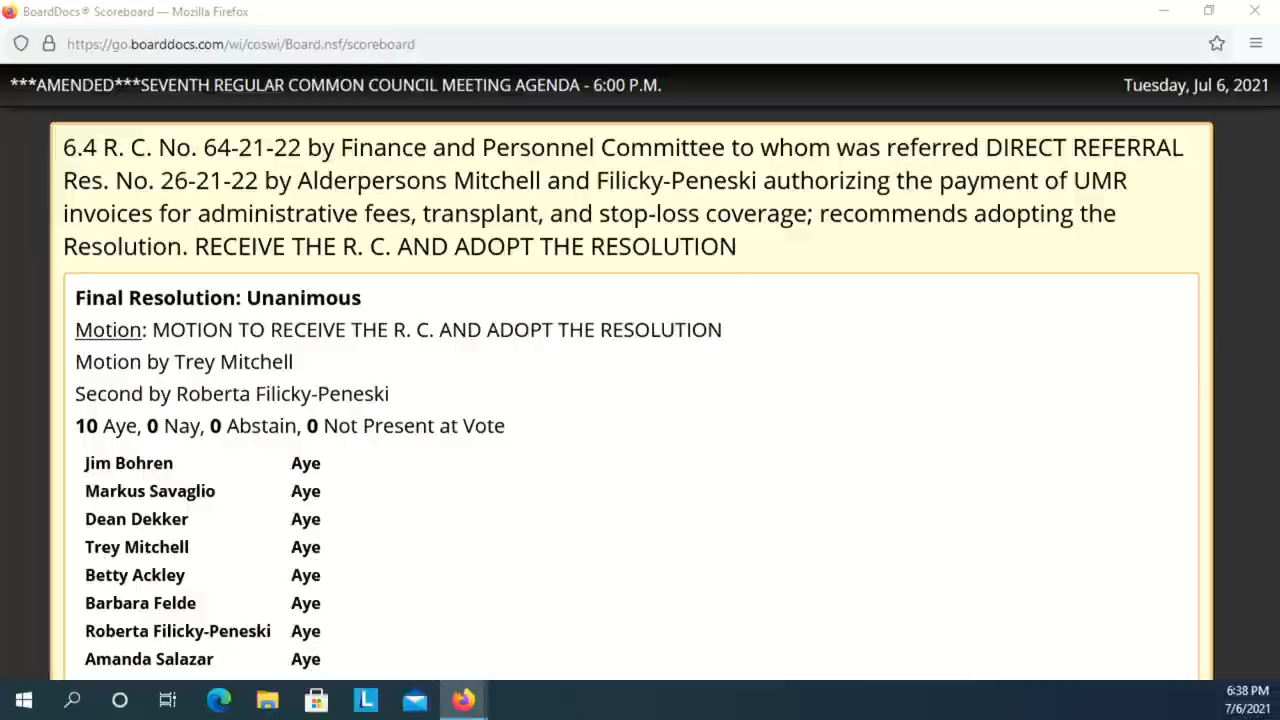 BoardDocs® Scoreboard — Mozilla Firefox
https://go.boarddocs.com/wi/coswi/Board.nsf/scoreboard
***AMENDED***SEVENTH REGULAR COMMON COUNCIL MEETING AGENDA - 6:00 P.M. Tuesday, Jul 6, 2021
6.4 R. C. No. 64-21-22 by Finance and Personnel Committee to whom was referred DIRECT REFERRAL
Res. No. 26-21-22 by Alderpersons Mitchell and Filicky-Peneski authorizing the payment of UMR
invoices for administrative fees, transplant, and stop-loss coverage; recommends adopting the
Resolution. RECEIVE THE R. C. AND ADOPT THE RESOLUTION
Final Resolution: Unanimous
Motion: MOTION TO RECEIVE THE R. C. AND ADOPT THE RESOLUTION
Motion by Trey Mitchell
Second by Roberta Filicky-Peneski
10 Aye, 0 Nay, 0 Abstain, 0 Not Present at Vote
Jim Bohren Aye
Markus Savaglio Aye
Dean Dekker Aye
Trey Mitchell Aye
Betty Ackley Aye
Barbara Felde Aye
Roberta Filicky-Peneski Aye
Amanda Salazar Aye
L
6:38 PM
7/6/2021